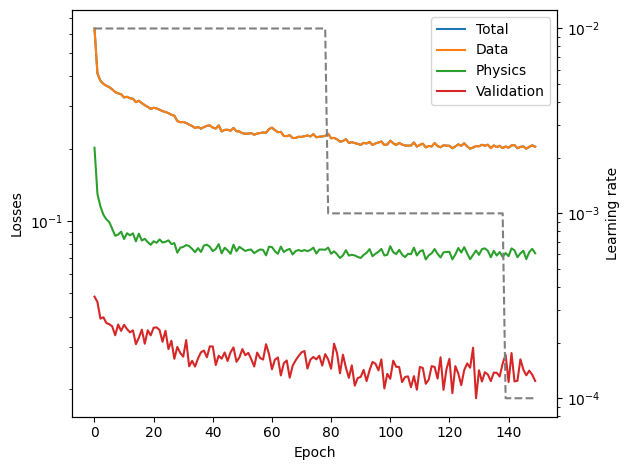 Total
Data
Physics
Validation
Losses
10⁻¹
10⁻²
10⁻³
10⁻⁴
Learning rate
0 20 40 60 80 100 120 140
Epoch